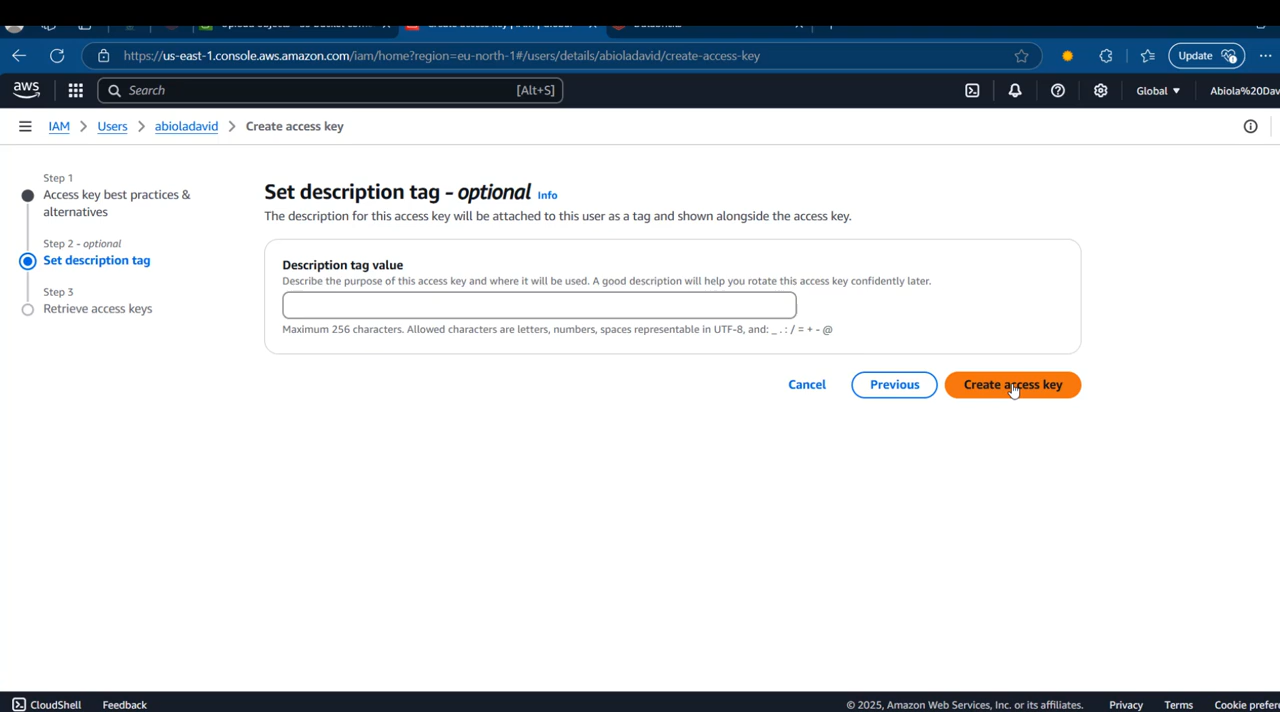 Update
https://us-east-1.console.aws.amazon.com/iam/home?region=eu-north-1#/users/details/abioladavid/create-access-key
aws
Search
[Alt+S]
Global
Abiola%20Dav
IAM
Users
abioladavid
Create access key
Step 1
Access key best practices &
alternatives
Step 2 - optional
Set description tag
Step 3
Retrieve access keys
Set description tag - optional Info
The description for this access key will be attached to this user as a tag and shown alongside the access key.
Description tag value
Describe the purpose of this access key and where it will be used. A good description will help you rotate this access key confidently later.
Maximum 256 characters. Allowed characters are letters, numbers, spaces representable in UTF-8, and: _ . : / = + - @
Cancel
Previous
Create access key
CloudShell
Feedback
© 2025, Amazon Web Services, Inc. or its affiliates.
Privacy
Terms
Cookie prefer